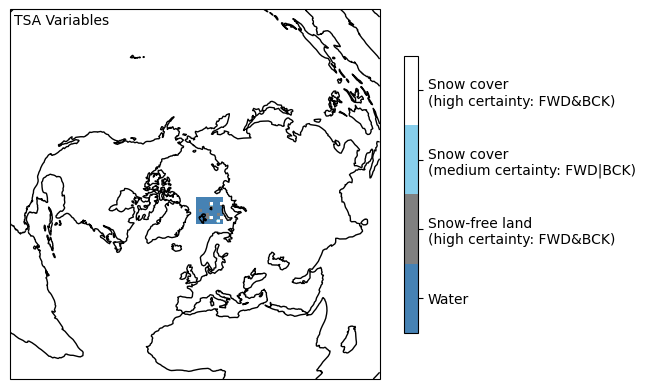 TSA Variables
Snow cover
(high certainty: FWD&BCK)
Snow cover
(medium certainty: FWD|BCK)
Snow-free land
(high certainty: FWD&BCK)
Water